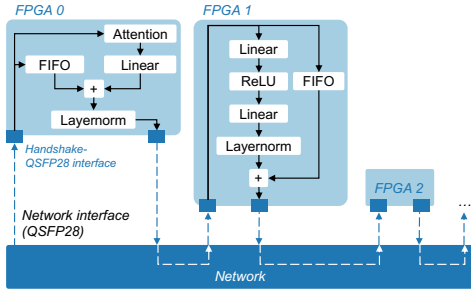 FPGA 0
Attention
FIFO
Linear
+
Layernorm
Handshake-
QSFP28 interface
Network interface
(QSFP28)
FPGA 1
Linear
ReLU
FIFO
Linear
Layernorm
+
FPGA 2
...
Network